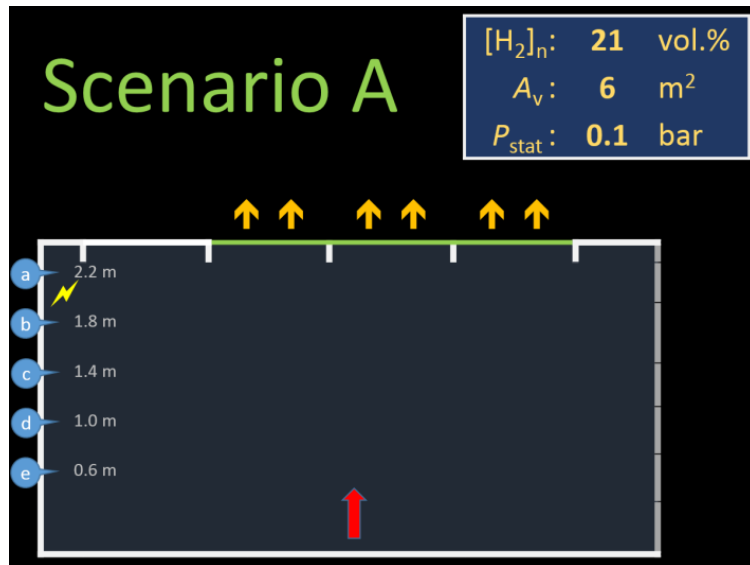 Scenario A
[H₂]ₙ: 21 vol.%
Aᵥ: 6 m²
Pstat: 0.1 bar
a 2.2 m
b 1.8 m
c 1.4 m
d 1.0 m
e 0.6 m